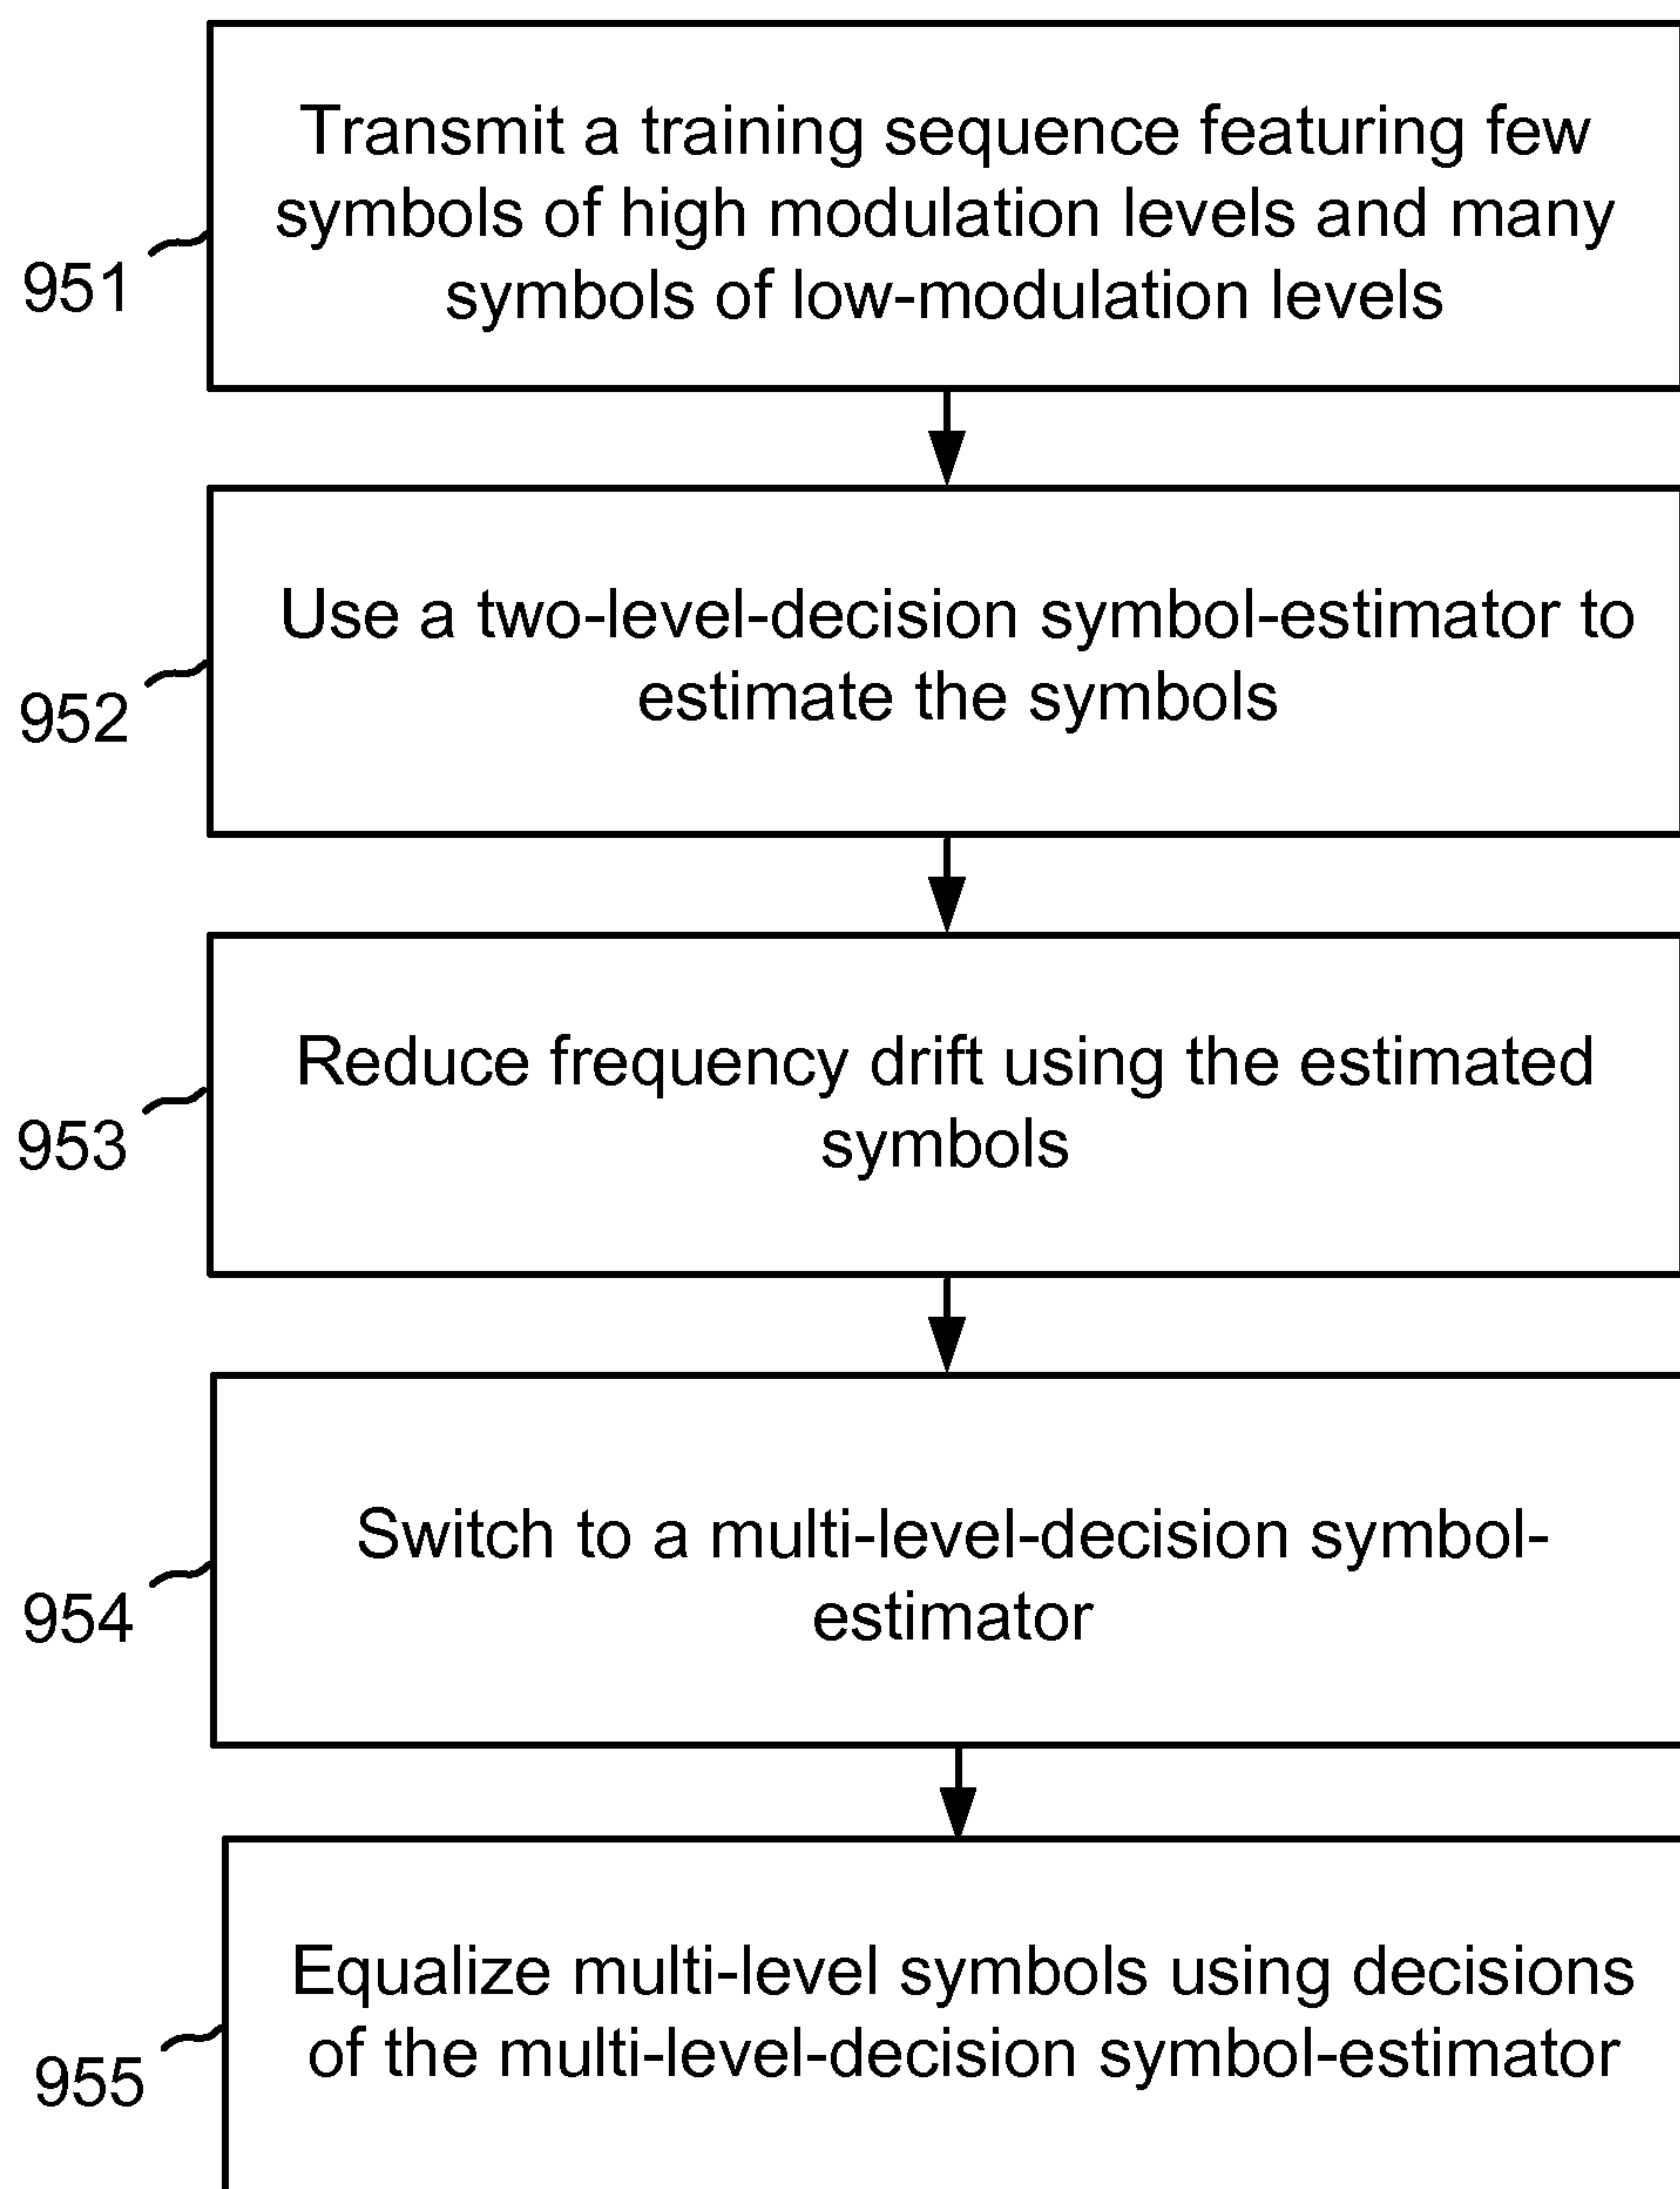 Transmit a training sequence featuring few
symbols of high modulation levels and many
symbols of low-modulation levels
951
Use a two-level-decision symbol-estimator to
estimate the symbols
952
Reduce frequency drift using the estimated
symbols
953
Switch to a multi-level-decision symbol-
estimator
954
Equalize multi-level symbols using decisions
of the multi-level-decision symbol-estimator
955